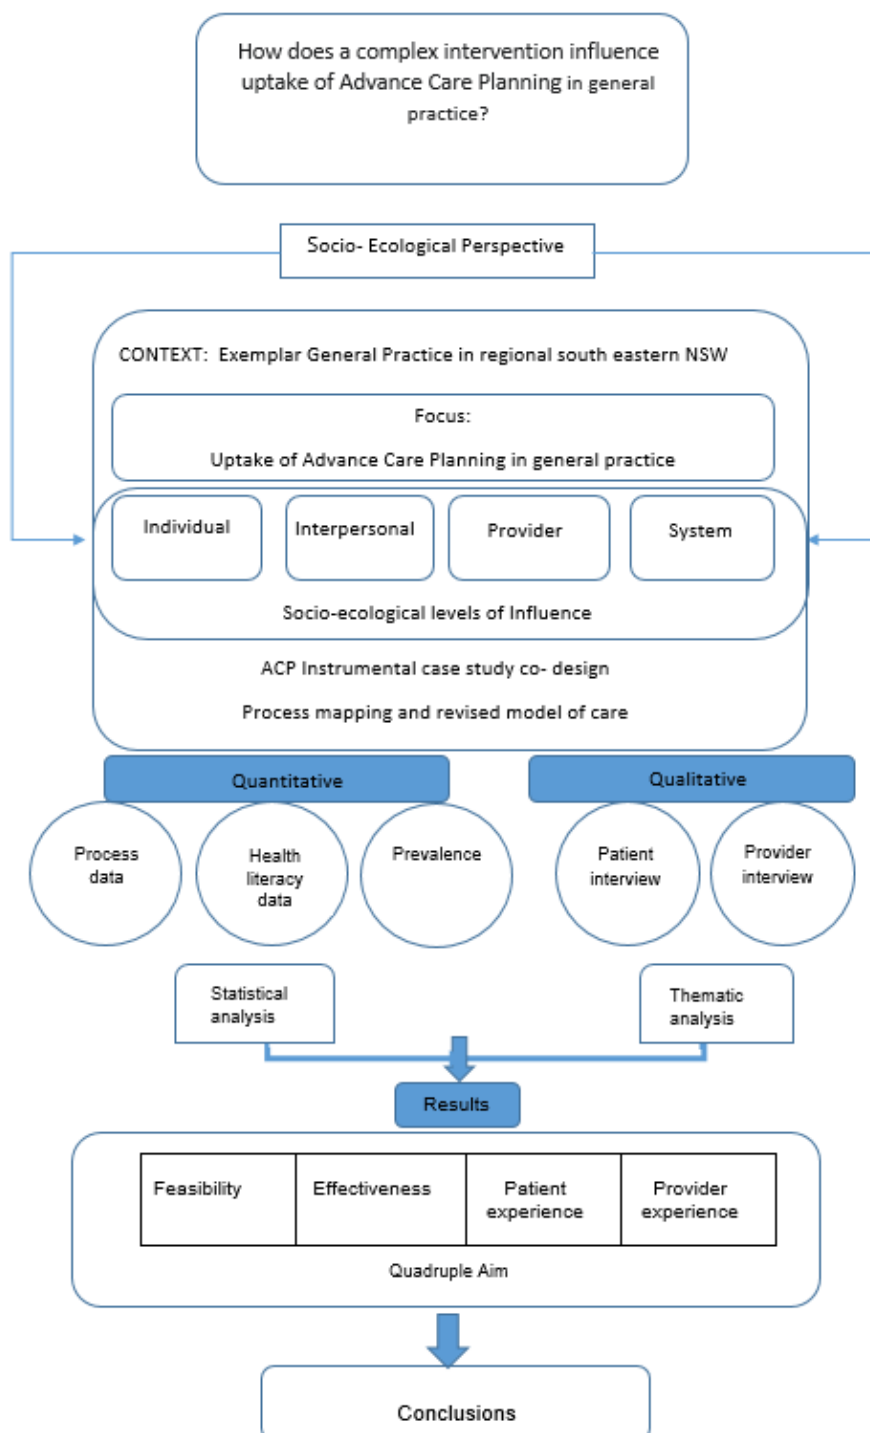 How does a complex intervention influence
uptake of Advance Care Planning in general
practice?
Socio- Ecological Perspective
CONTEXT:  Exemplar General Practice in regional south eastern NSW
Focus:
Uptake of Advance Care Planning in general practice
Individual
Interpersonal
Provider
System
Socio-ecological levels of Influence
ACP Instrumental case study co- design
Process mapping and revised model of care
Quantitative
Qualitative
Process
data
Health
literacy
data
Prevalence
Patient
interview
Provider
interview
Statistical
analysis
Thematic
analysis
Results
Feasibility
Effectiveness
Patient
experience
Provider
experience
Quadruple Aim
Conclusions